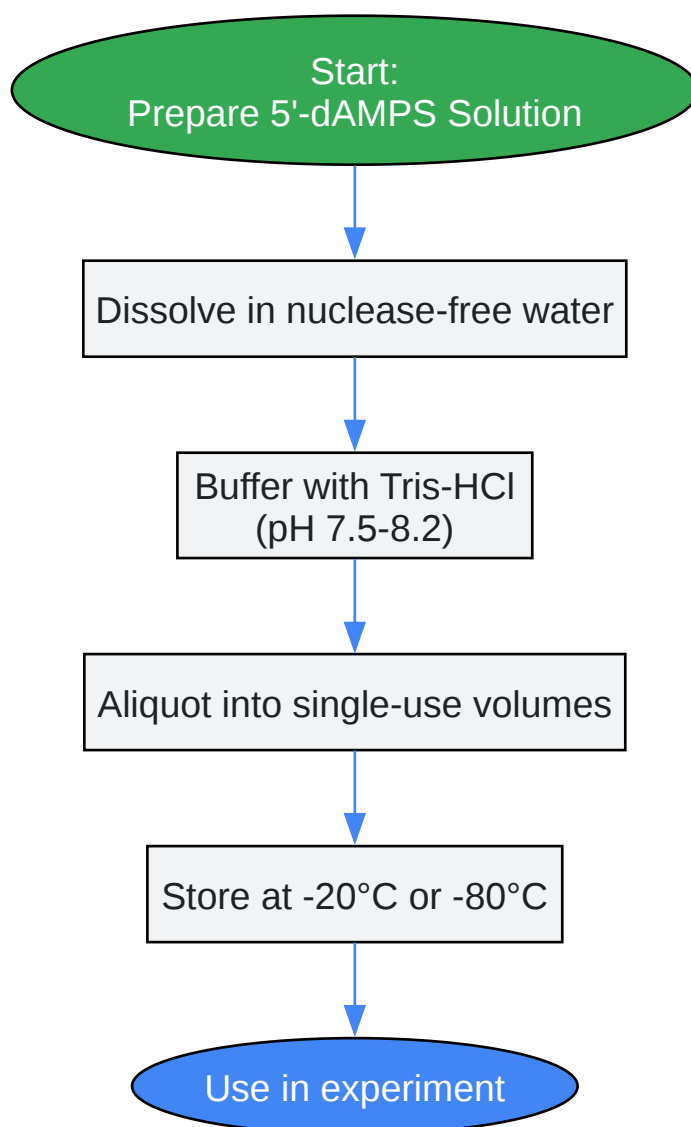 Start:
Prepare 5'-dAMPS Solution
Dissolve in nuclease-free water
Buffer with Tris-HCl
(pH 7.5-8.2)
Aliquot into single-use volumes
Store at -20°C or -80°C
Use in experiment